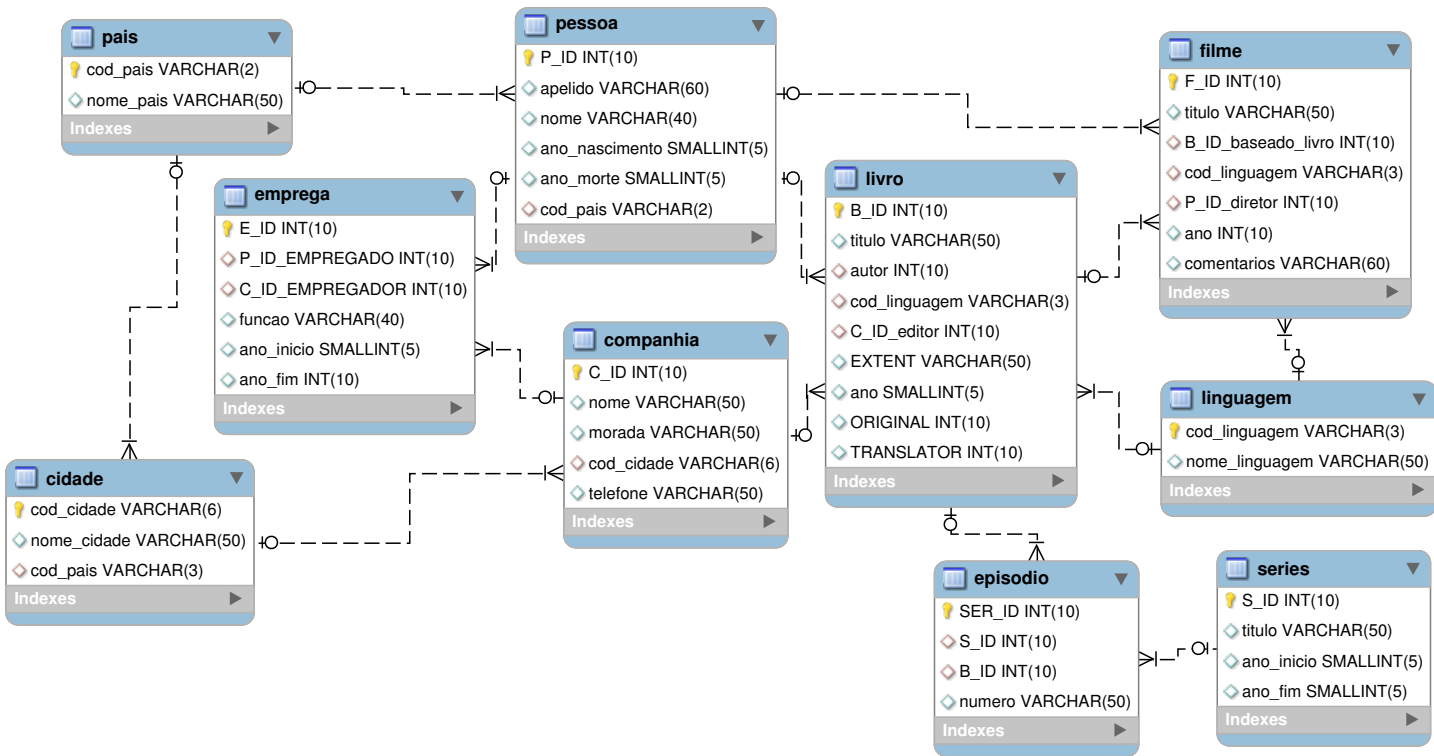 pais
cod_pais VARCHAR(2)
nome_pais VARCHAR(50)
Indexes
pessoa
P_ID INT(10)
apelido VARCHAR(60)
nome VARCHAR(40)
ano_nascimento SMALLINT(5)
ano_morte SMALLINT(5)
cod_pais VARCHAR(2)
Indexes
filme
F_ID INT(10)
titulo VARCHAR(50)
B_ID_baseado_livro INT(10)
cod_linguagem VARCHAR(3)
P_ID_diretor INT(10)
ano INT(10)
comentarios VARCHAR(60)
Indexes
emprega
E_ID INT(10)
P_ID_EMPREGADO INT(10)
C_ID_EMPREGADOR INT(10)
funcao VARCHAR(40)
ano_inicio SMALLINT(5)
ano_fim INT(10)
Indexes
livro
B_ID INT(10)
titulo VARCHAR(50)
autor INT(10)
cod_linguagem VARCHAR(3)
C_ID_editor INT(10)
EXTENT VARCHAR(50)
ano SMALLINT(5)
ORIGINAL INT(10)
TRANSLATOR INT(10)
Indexes
companhia
C_ID INT(10)
nome VARCHAR(50)
morada VARCHAR(50)
cod_cidade VARCHAR(6)
telefone VARCHAR(50)
Indexes
linguagem
cod_linguagem VARCHAR(3)
nome_linguagem VARCHAR(50)
Indexes
cidade
cod_cidade VARCHAR(6)
nome_cidade VARCHAR(50)
cod_pais VARCHAR(3)
Indexes
episodio
SER_ID INT(10)
S_ID INT(10)
B_ID INT(10)
numero VARCHAR(50)
Indexes
series
S_ID INT(10)
titulo VARCHAR(50)
ano_inicio SMALLINT(5)
ano_fim SMALLINT(5)
Indexes